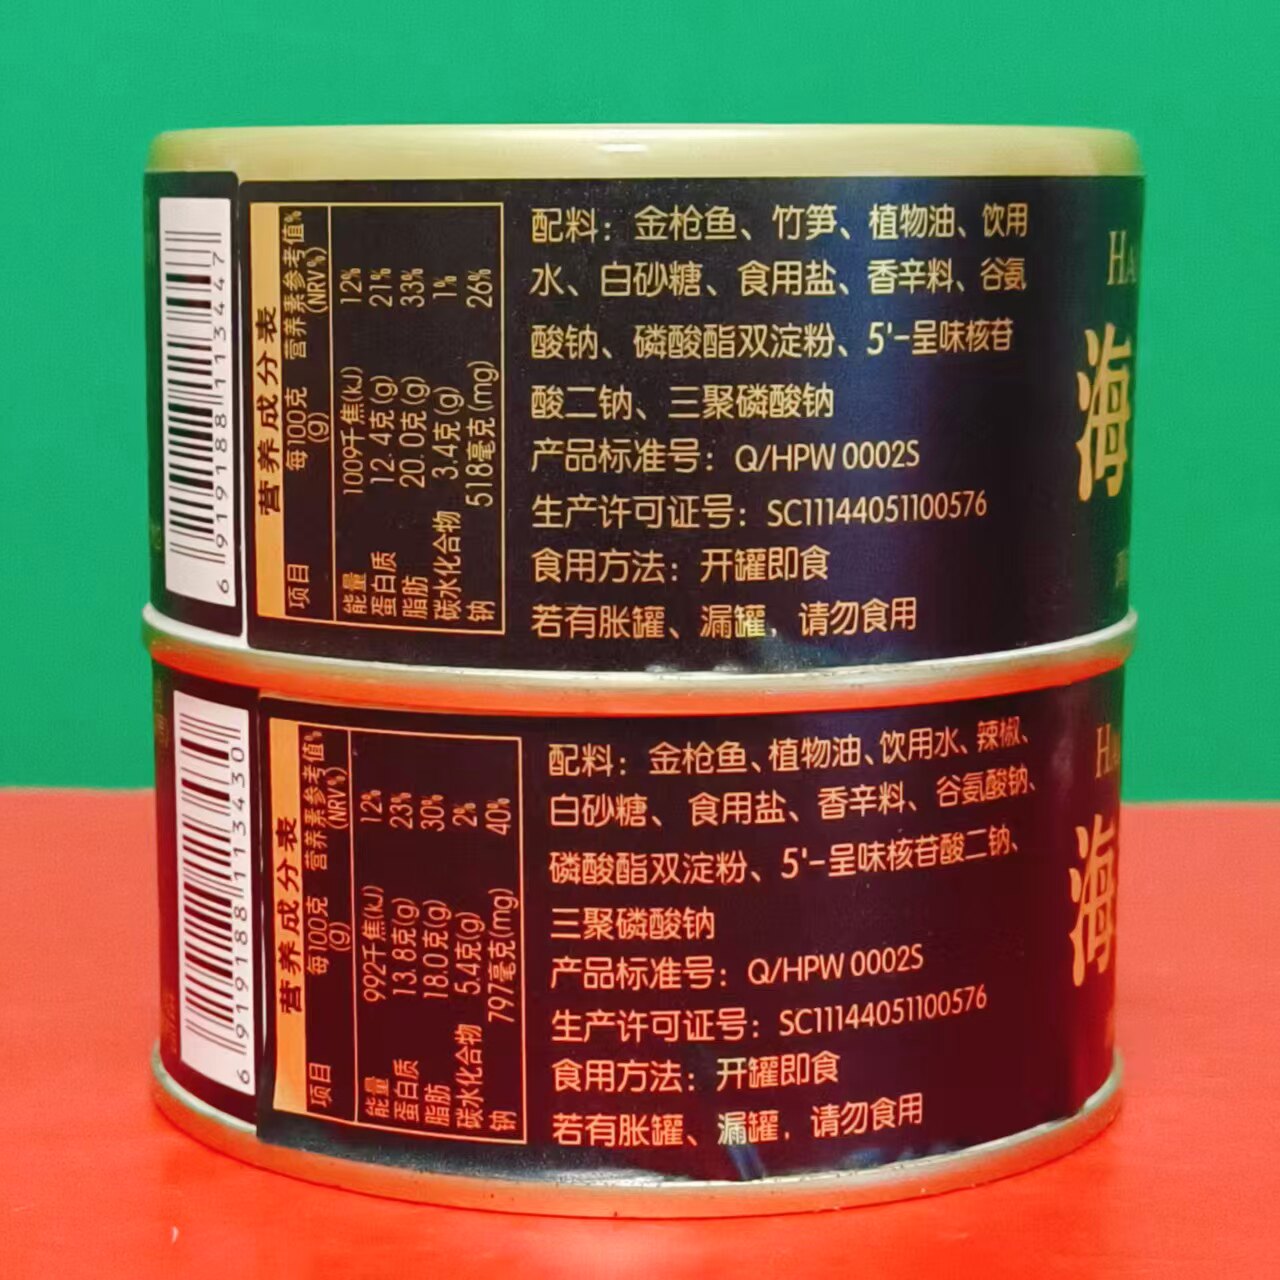 配料：金枪鱼、竹笋、植物油、饮用
水、白砂糖、食用盐、香辛料、谷氨
酸钠、磷酸酯双淀粉、5'-呈味核苷
酸二钠、三聚磷酸钠
产品标准号：Q/HPW 0002S
生产许可证号：SC11144051100576
食用方法：开罐即食
若有胀罐、漏罐，请勿食用
营养成分表
项目 每100克(g) 营养素参考值%(NRV%)
能量 1009千焦(kJ) 12%
蛋白质 12.4克(g) 21%
脂肪 20.0克(g) 33%
碳水化合物 3.4克(g) 1%
钠 518毫克(mg) 26%
6 919188 113447
海
配料：金枪鱼、植物油、饮用水、辣椒、
白砂糖、食用盐、香辛料、谷氨酸钠、
磷酸酯双淀粉、5'-呈味核苷酸二钠、
三聚磷酸钠
产品标准号：Q/HPW 0002S
生产许可证号：SC11144051100576
食用方法：开罐即食
若有胀罐、漏罐，请勿食用
营养成分表
项目 每100克(g) 营养素参考值%(NRV%)
能量 992千焦(kJ) 12%
蛋白质 13.8克(g) 23%
脂肪 18.0克(g) 30%
碳水化合物 5.4克(g) 2%
钠 797毫克(mg) 40%
6 919188 113430
海